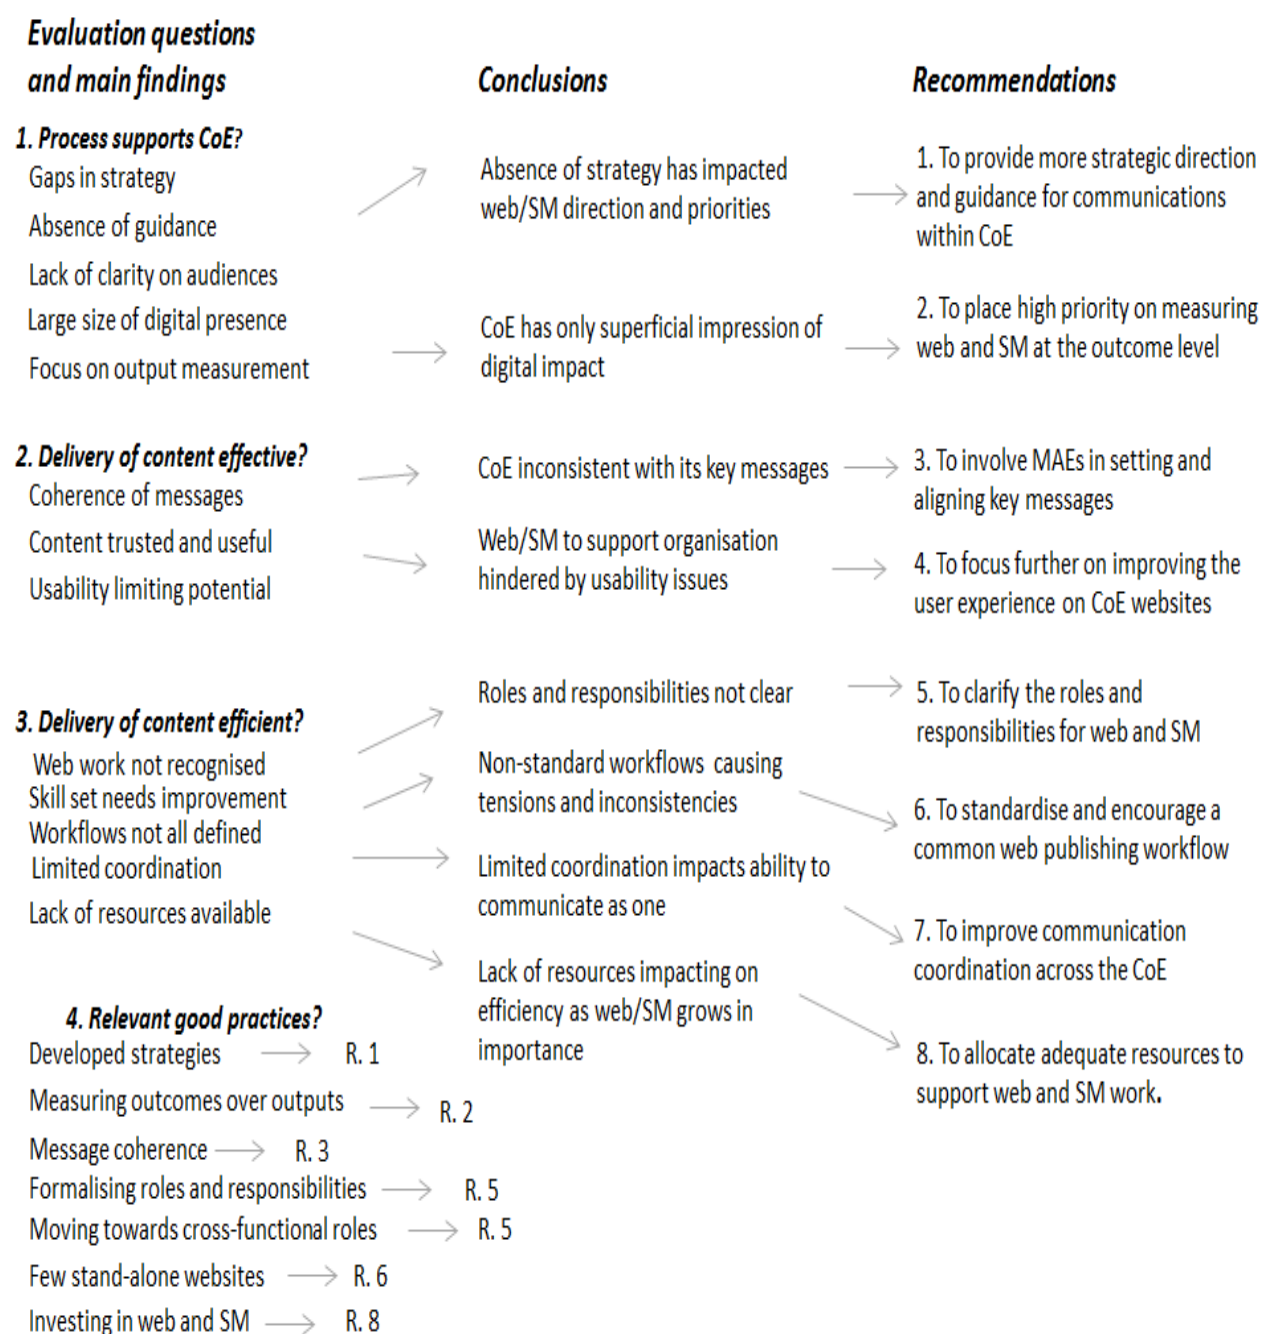 Evaluation questions
and main findings
Conclusions
Recommendations
1. Process supports CoE?
Gaps in strategy
Absence of guidance
Lack of clarity on audiences
Large size of digital presence
Focus on output measurement
Absence of strategy has impacted
web/SM direction and priorities
1. To provide more strategic direction
and guidance for communications
within CoE
CoE has only superficial impression of
digital impact
2. To place high priority on measuring
web and SM at the outcome level
2. Delivery of content effective?
Coherence of messages
Content trusted and useful
Usability limiting potential
CoE inconsistent with its key messages
3. To involve MAEs in setting and
aligning key messages
Web/SM to support organisation
hindered by usability issues
4. To focus further on improving the
user experience on CoE websites
3. Delivery of content efficient?
Web work not recognised
Skill set needs improvement
Workflows not all defined
Limited coordination
Lack of resources available
Roles and responsibilities not clear
5. To clarify the roles and
responsibilities for web and SM
Non-standard workflows causing
tensions and inconsistencies
6. To standardise and encourage a
common web publishing workflow
Limited coordination impacts ability to
communicate as one
7. To improve communication
coordination across the CoE
Lack of resources impacting on
efficiency as web/SM grows in
importance
8. To allocate adequate resources to
support web and SM work.
4. Relevant good practices?
Developed strategies R. 1
Measuring outcomes over outputs R. 2
Message coherence R. 3
Formalising roles and responsibilities R. 5
Moving towards cross-functional roles R. 5
Few stand-alone websites R. 6
Investing in web and SM R. 8